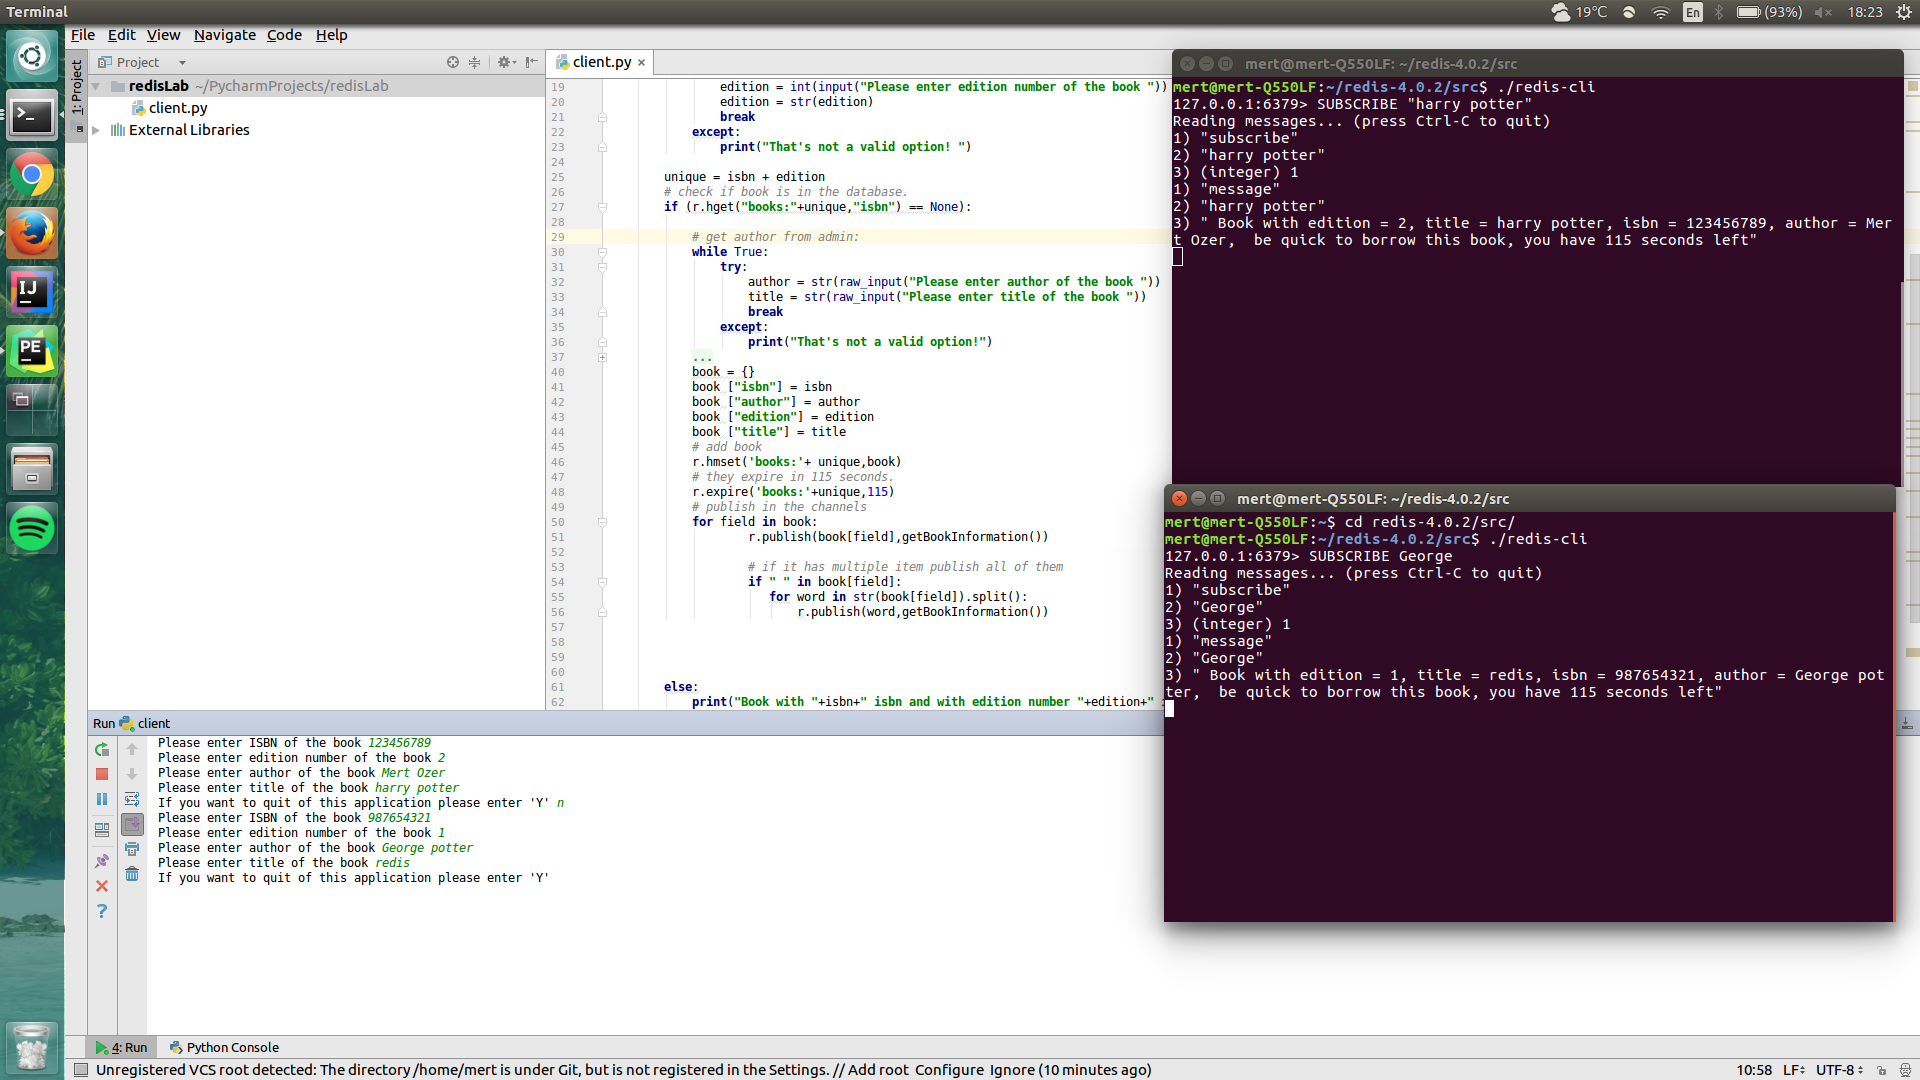 Terminal
19°C
En
(93%)
18:23
File Edit View Navigate Code Help
1: Project
Project
redisLab ~/PycharmProjects/redisLab
client.py
External Libraries
client.py
19 edition = int(input("Please enter edition number of the book "))
20 edition = str(edition)
21 break
22 except:
23 print("That's not a valid option! ")
24
25 unique = isbn + edition
26 # check if book is in the database.
27 if (r.hget("books:"+unique,"isbn") == None):
28
29 # get author from admin:
30 while True:
31 try:
32 author = str(raw_input("Please enter author of the book "))
33 title = str(raw_input("Please enter title of the book "))
34 break
35 except:
36 print("That's not a valid option!")
37 ...
40 book = {}
41 book ["isbn"] = isbn
42 book ["author"] = author
43 book ["edition"] = edition
44 book ["title"] = title
45 # add book
46 r.hmset('books:'+ unique,book)
47 # they expire in 115 seconds.
48 r.expire('books:'+unique,115)
49 # publish in the channels
50 for field in book:
51 r.publish(book[field],getBookInformation())
52
53 # if it has multiple item publish all of them
54 if " " in book[field]:
55 for word in str(book[field]).split():
56 r.publish(word,getBookInformation())
57
58
59
60
61 else:
62 print("Book with "+isbn+" isbn and with edition number "+edition+"
mert@mert-Q550LF: ~/redis-4.0.2/src
mert@mert-Q550LF:~/redis-4.0.2/src$ ./redis-cli
127.0.0.1:6379> SUBSCRIBE "harry potter"
Reading messages... (press Ctrl-C to quit)
1) "subscribe"
2) "harry potter"
3) (integer) 1
1) "message"
2) "harry potter"
3) " Book with edition = 2, title = harry potter, isbn = 123456789, author = Mer
t Ozer,  be quick to borrow this book, you have 115 seconds left"
mert@mert-Q550LF: ~/redis-4.0.2/src
mert@mert-Q550LF:~$ cd redis-4.0.2/src/
mert@mert-Q550LF:~/redis-4.0.2/src$ ./redis-cli
127.0.0.1:6379> SUBSCRIBE George
Reading messages... (press Ctrl-C to quit)
1) "subscribe"
2) "George"
3) (integer) 1
1) "message"
2) "George"
3) " Book with edition = 1, title = redis, isbn = 987654321, author = George pot
ter,  be quick to borrow this book, you have 115 seconds left"
Run client
Please enter ISBN of the book 123456789
Please enter edition number of the book 2
Please enter author of the book Mert Ozer
Please enter title of the book harry potter
If you want to quit of this application please enter 'Y' n
Please enter ISBN of the book 987654321
Please enter edition number of the book 1
Please enter author of the book George potter
Please enter title of the book redis
If you want to quit of this application please enter 'Y'
4: Run
Python Console
Unregistered VCS root detected: The directory /home/mert is under Git, but is not registered in the Settings. // Add root Configure Ignore (10 minutes ago)
10:58 LF UTF-8
IJ
PE